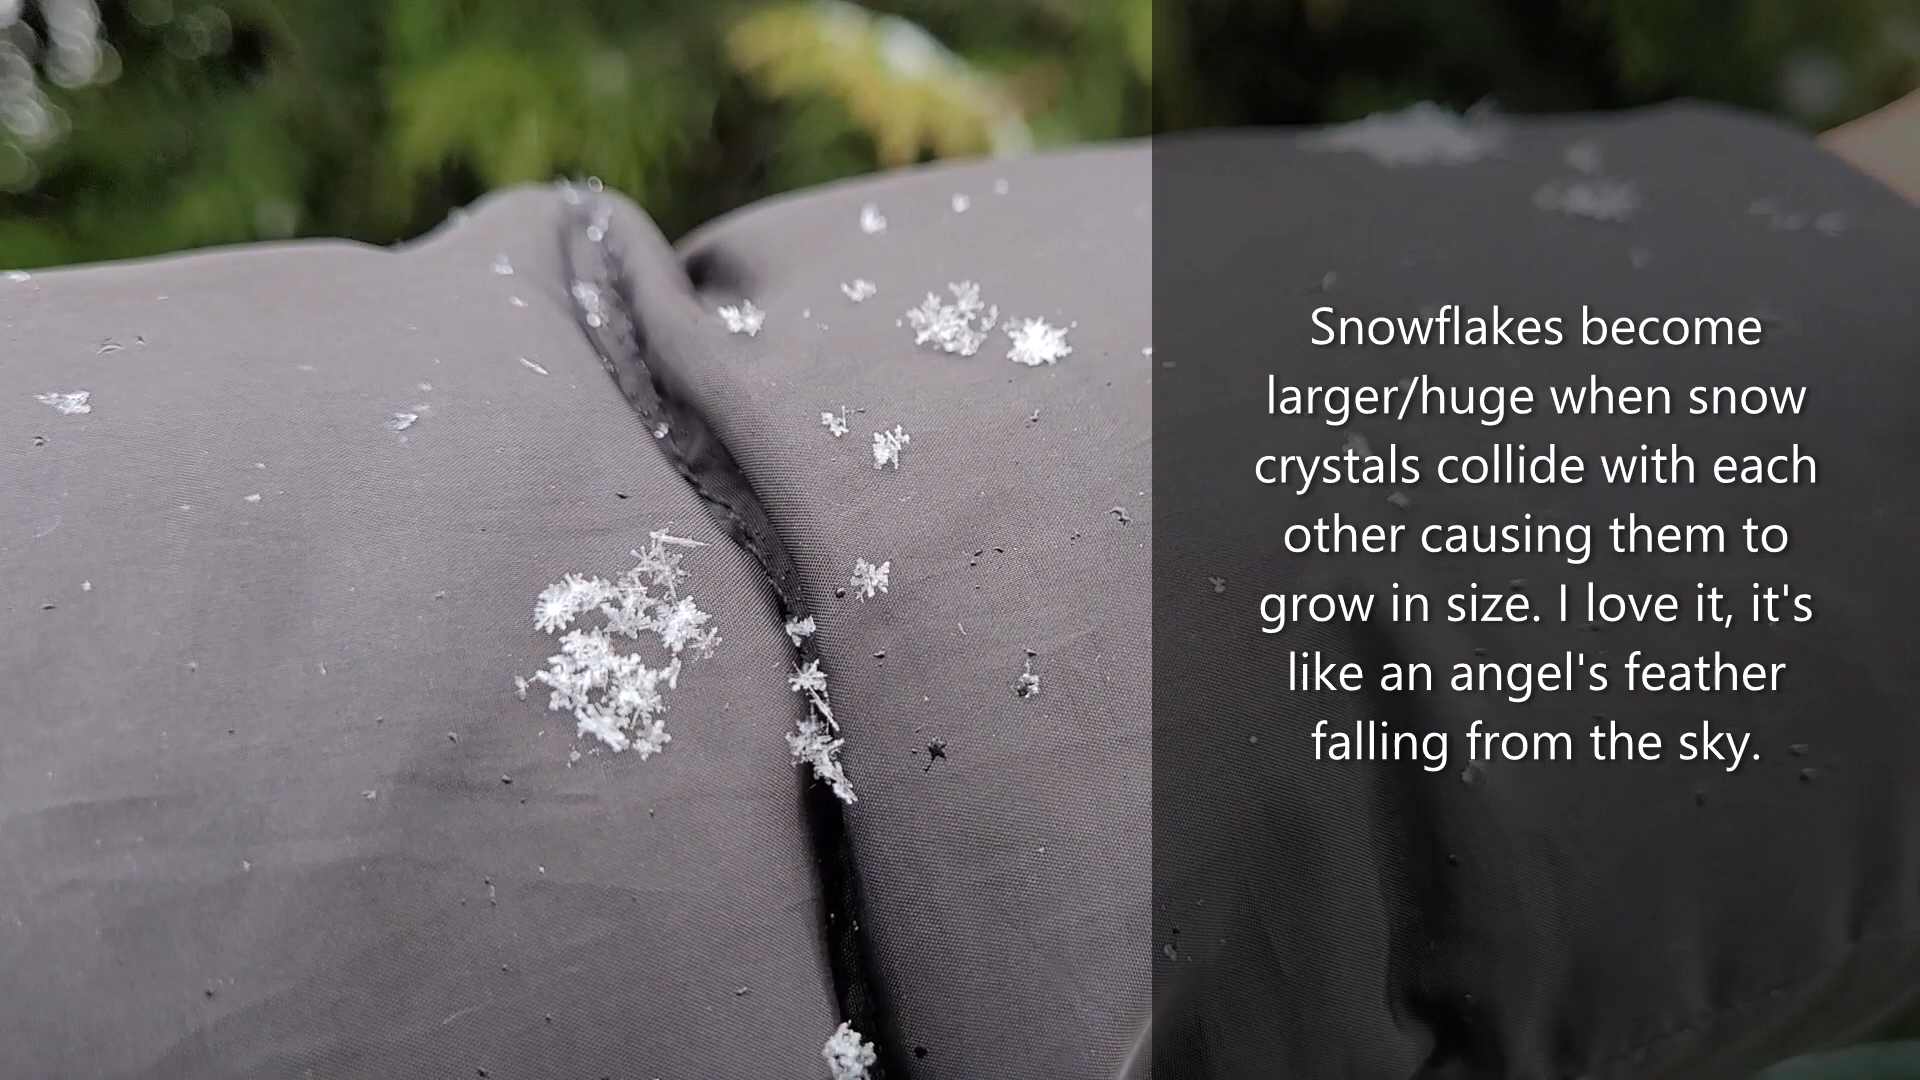 Snowflakes become
larger/huge when snow
crystals collide with each
other causing them to
grow in size. I love it, it's
like an angel's feather
falling from the sky.